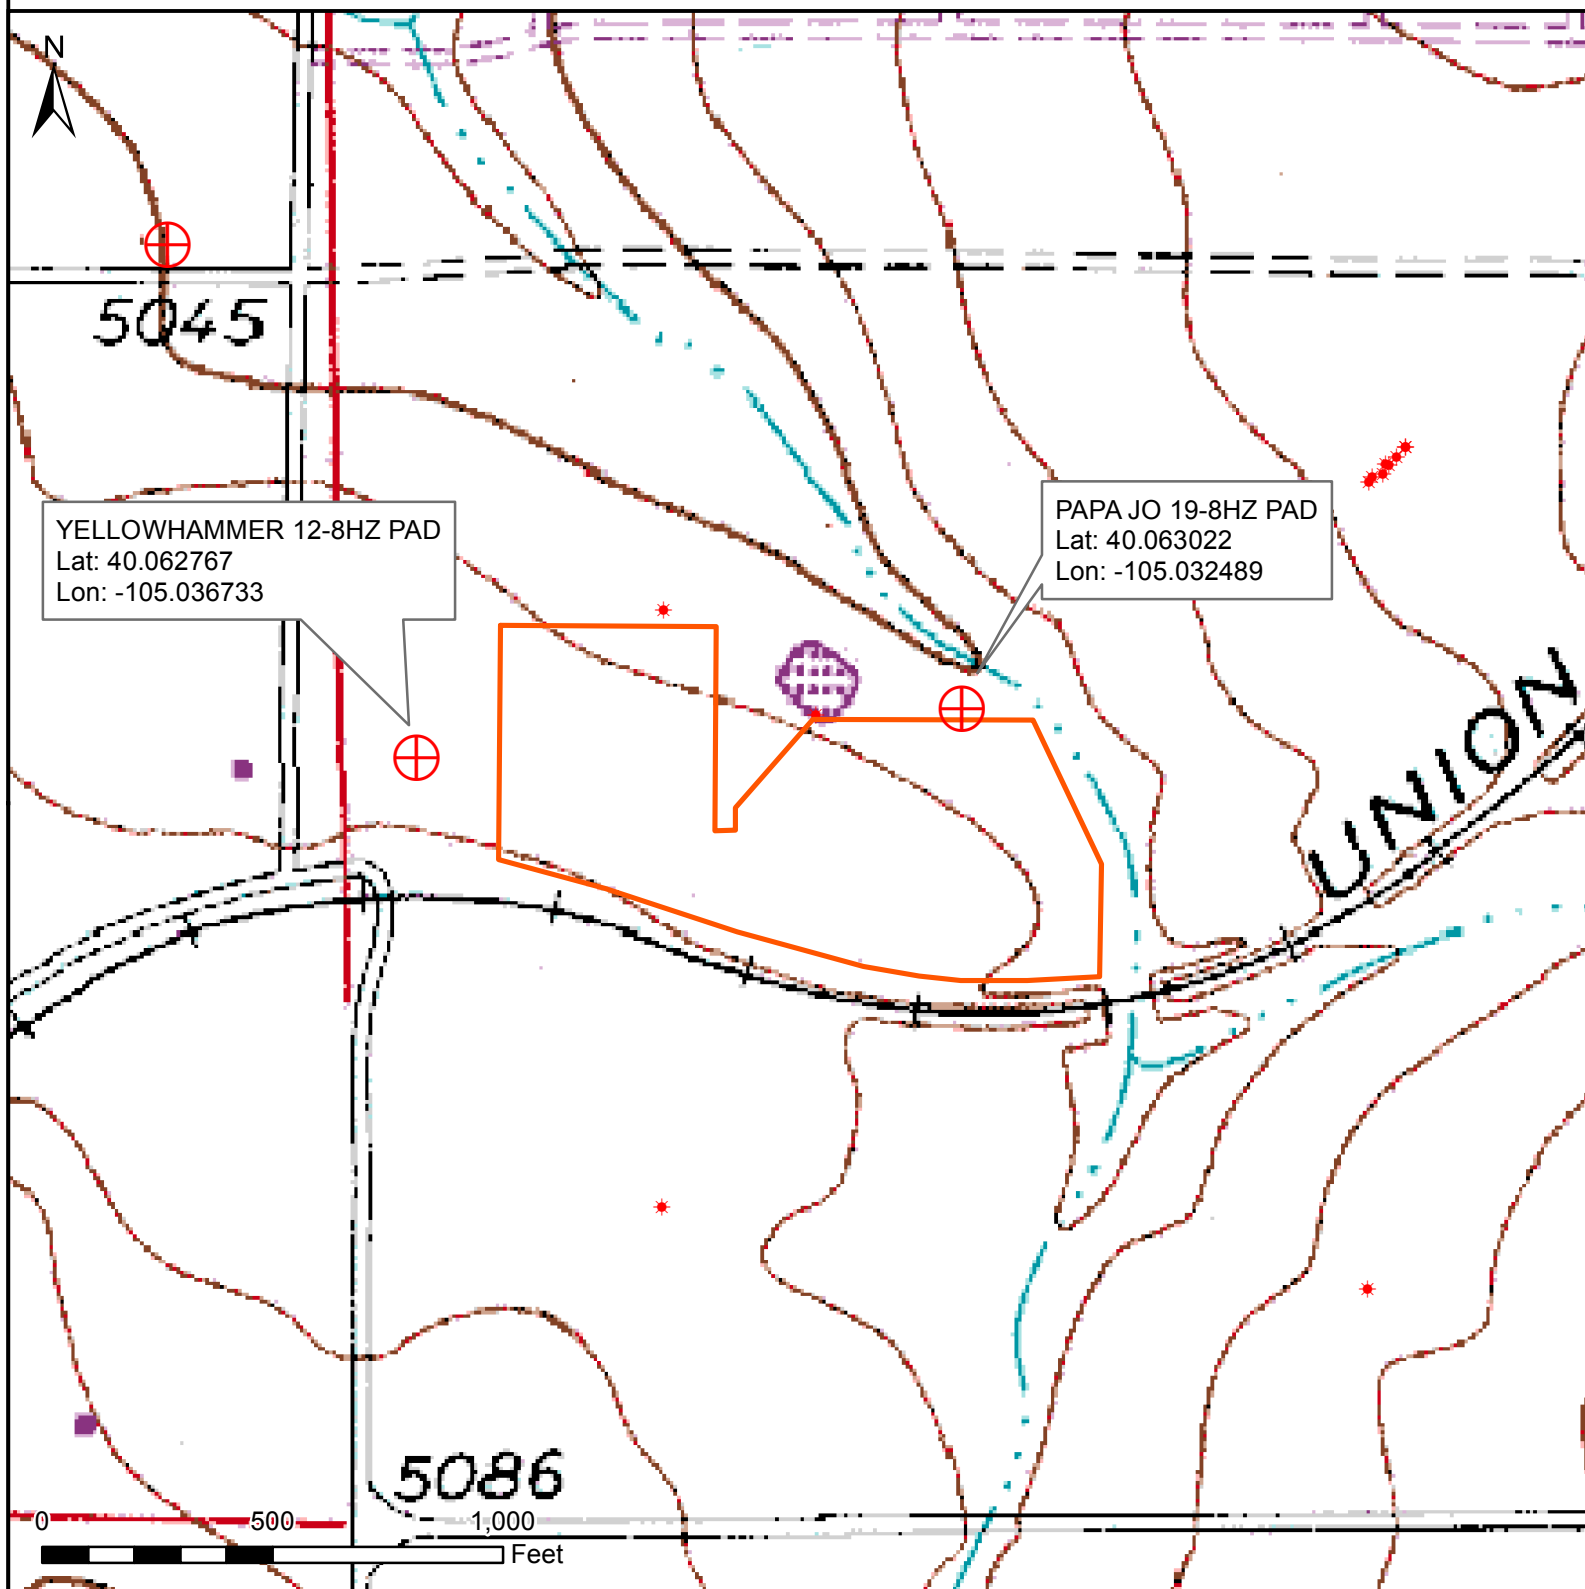 N
5045
YELLOWHAMMER 12-8HZ PAD
Lat: 40.062767
Lon: -105.036733
PAPA JO 19-8HZ PAD
Lat: 40.063022
Lon: -105.032489
UNION
5086
0 500 1,000
Feet